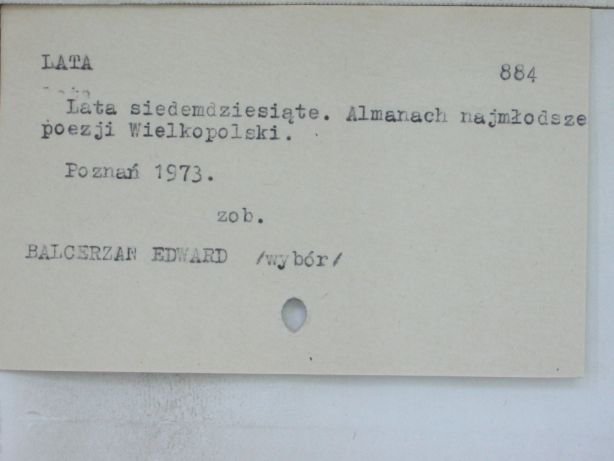 LATA
884
Lata siedemdziesiąte. Almanach najmłodsze
poezji Wielkopolski.
Poznań 1973.
zob.
BALCERZAN EDWARD /wybór/